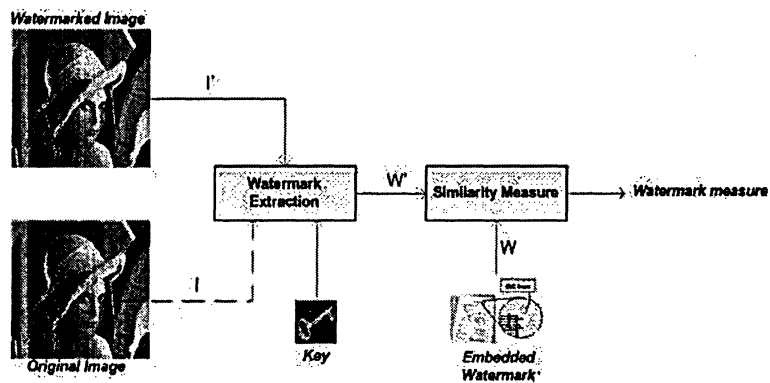 Watermarked Image
I'
Watermark
Extraction
W'
Similarity Measure
Watermark measure
I
W
Key
Embedded
Watermark
Original Image